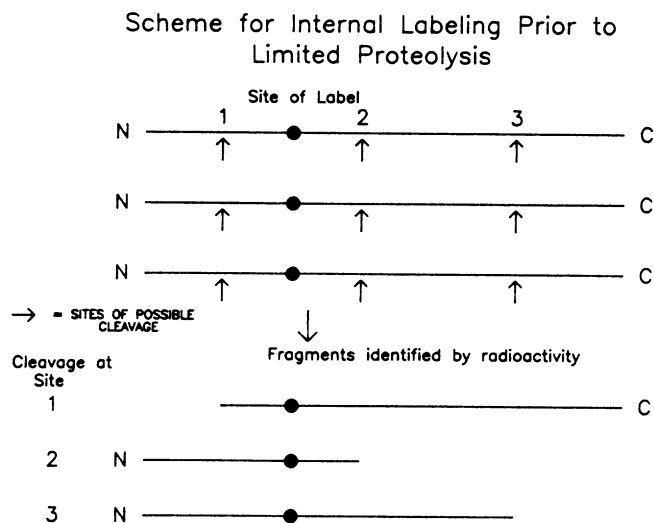 Scheme for Internal Labeling Prior to
Limited Proteolysis
Site of Label
1 2 3
N C
N C
N C
→ = SITES OF POSSIBLE
CLEAVAGE
Fragments identified by radioactivity
Cleavage at
Site
1 C
2 N
3 N